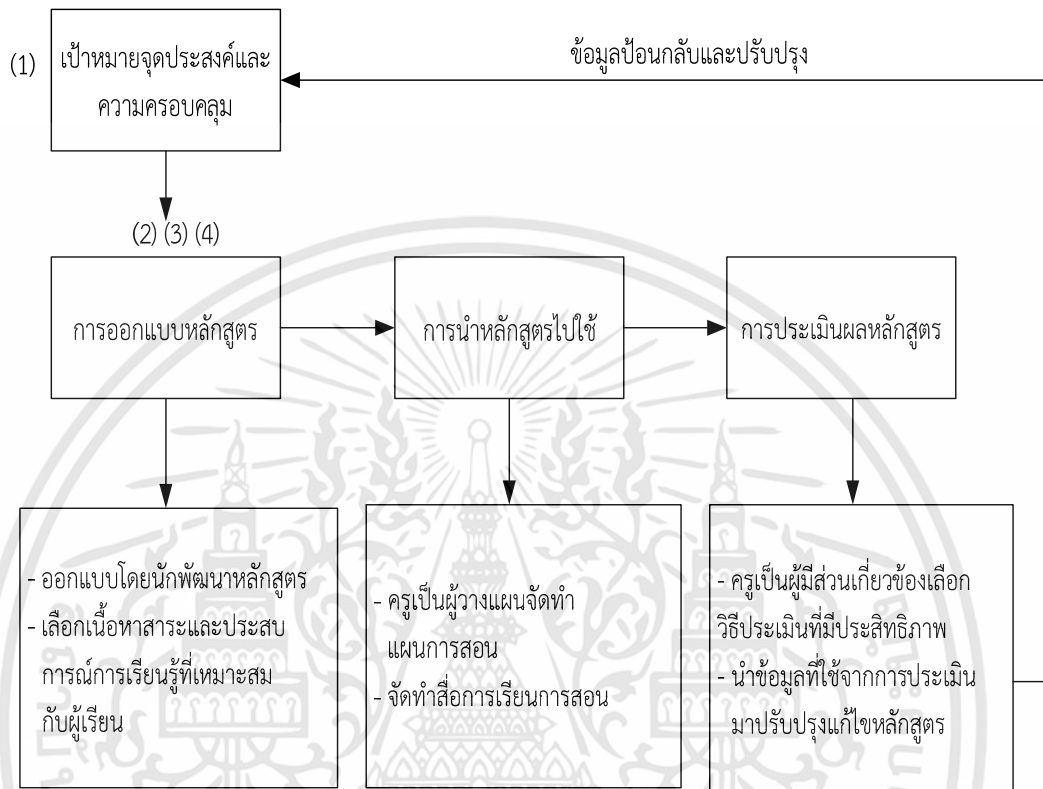 (1)
เป้าหมายจุดประสงค์และ
ความครอบคลุม
ข้อมูลป้อนกลับและปรับปรุง
(2) (3) (4)
การออกแบบหลักสูตร
การนำหลักสูตรไปใช้
การประเมินผลหลักสูตร
- ออกแบบโดยนักพัฒนาหลักสูตร
- เลือกเนื้อหาสาระและประสบ
การณ์การเรียนรู้ที่เหมาะสม
กับผู้เรียน
- ครูเป็นผู้วางแผนจัดทำ
แผนการสอน
- จัดทำสื่อการเรียนการสอน
- ครูเป็นผู้มีส่วนเกี่ยวข้องเลือก
วิธีประเมินที่มีประสิทธิภาพ
- นำข้อมูลที่ใช้จากการประเมิน
มาปรับปรุงแก้ไขหลักสูตร